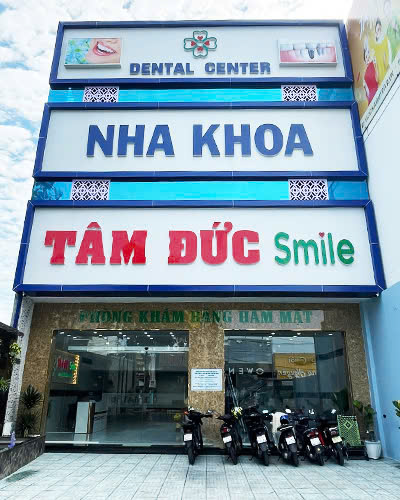 DENTAL CENTER
NHA KHOA
TÂM ĐỨC Smile
PHÒNG KHÁM RĂNG HÀM MẶT